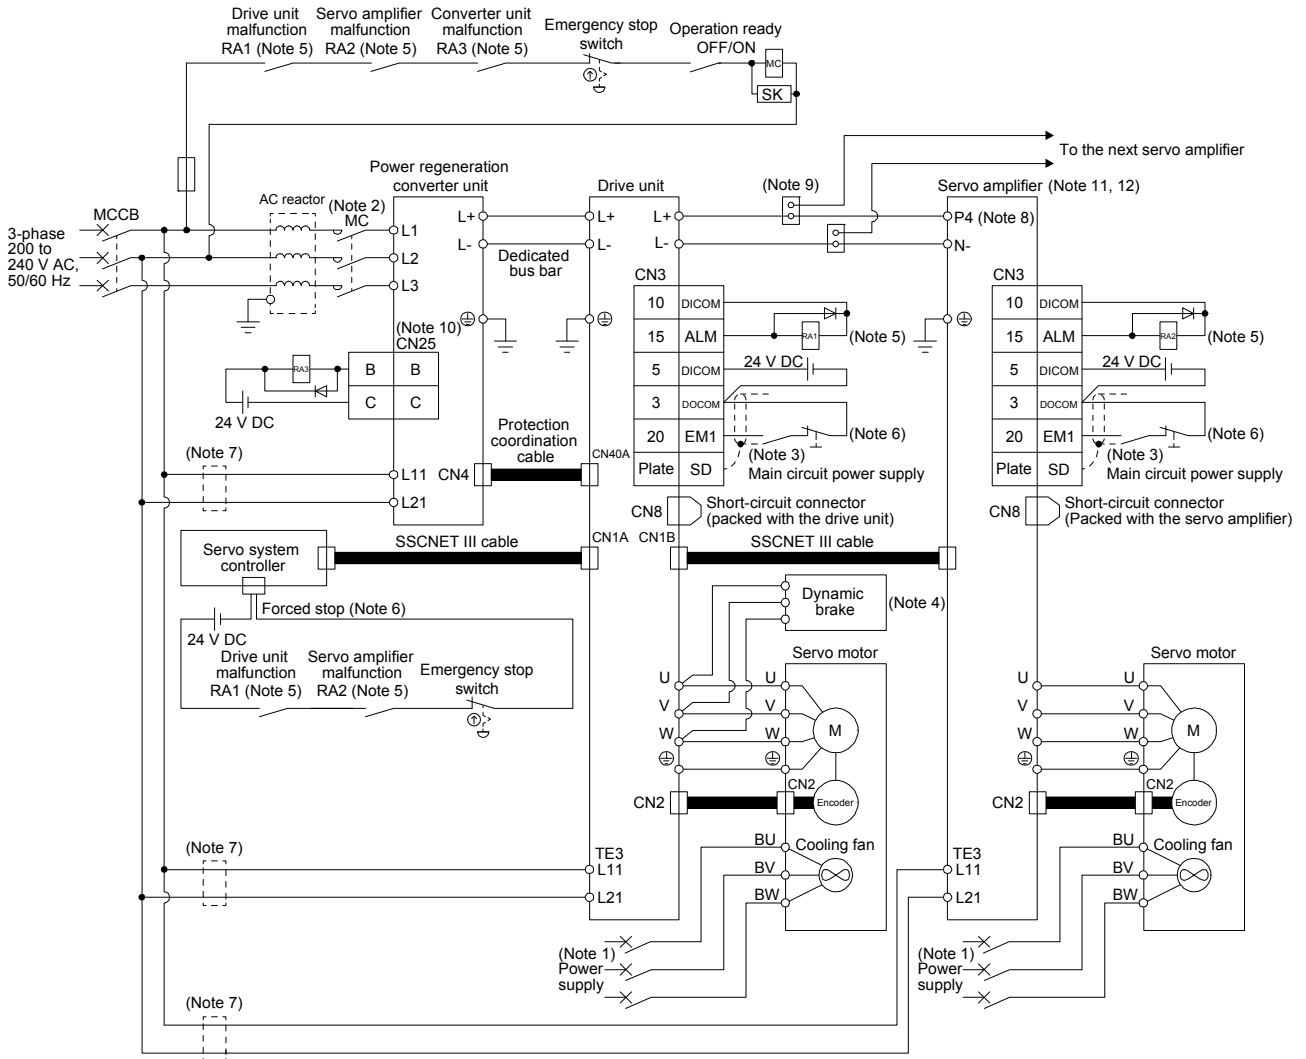 Drive unit
malfunction
RA1 (Note 5)
Servo amplifier
malfunction
RA2 (Note 5)
Converter unit
malfunction
RA3 (Note 5)
Emergency stop
switch
Operation ready
OFF/ON
MC
SK
To the next servo amplifier
Power regeneration
converter unit
Drive unit
(Note 9)
Servo amplifier (Note 11, 12)
MCCB
AC reactor
(Note 2)
MC
3-phase
200 to
240 V AC,
50/60 Hz
L1
L2
L3
L+
L-
Dedicated
bus bar
L+
L-
L+
L-
P4 (Note 8)
N-
CN3
10 DICOM
15 ALM
5 DICOM
3 DOCOM
20 EM1
Plate SD
RA1
(Note 5)
24 V DC
(Note 6)
(Note 3)
Main circuit power supply
CN3
10 DICOM
15 ALM
5 DICOM
3 DOCOM
20 EM1
Plate SD
RA2
(Note 5)
24 V DC
(Note 6)
(Note 3)
Main circuit power supply
(Note 10)
CN25
B B
C C
RA3
24 V DC
(Note 7)
L11
L21
CN4
Protection
coordination
cable
CN40A
CN8
Short-circuit connector
(packed with the drive unit)
CN8
Short-circuit connector
(Packed with the servo amplifier)
Servo system
controller
SSCNET III cable
CN1A
CN1B
SSCNET III cable
Forced stop (Note 6)
24 V DC
Drive unit
malfunction
RA1 (Note 5)
Servo amplifier
malfunction
RA2 (Note 5)
Emergency stop
switch
Dynamic
brake
(Note 4)
Servo motor
U
V
W
U
V
W
M
CN2
CN2
Encoder
BU
BV
BW
Cooling fan
Servo motor
U
V
W
U
V
W
M
CN2
CN2
Encoder
BU
BV
BW
Cooling fan
(Note 7)
TE3
L11
L21
TE3
L11
L21
(Note 1)
Power
supply
(Note 1)
Power
supply
(Note 7)